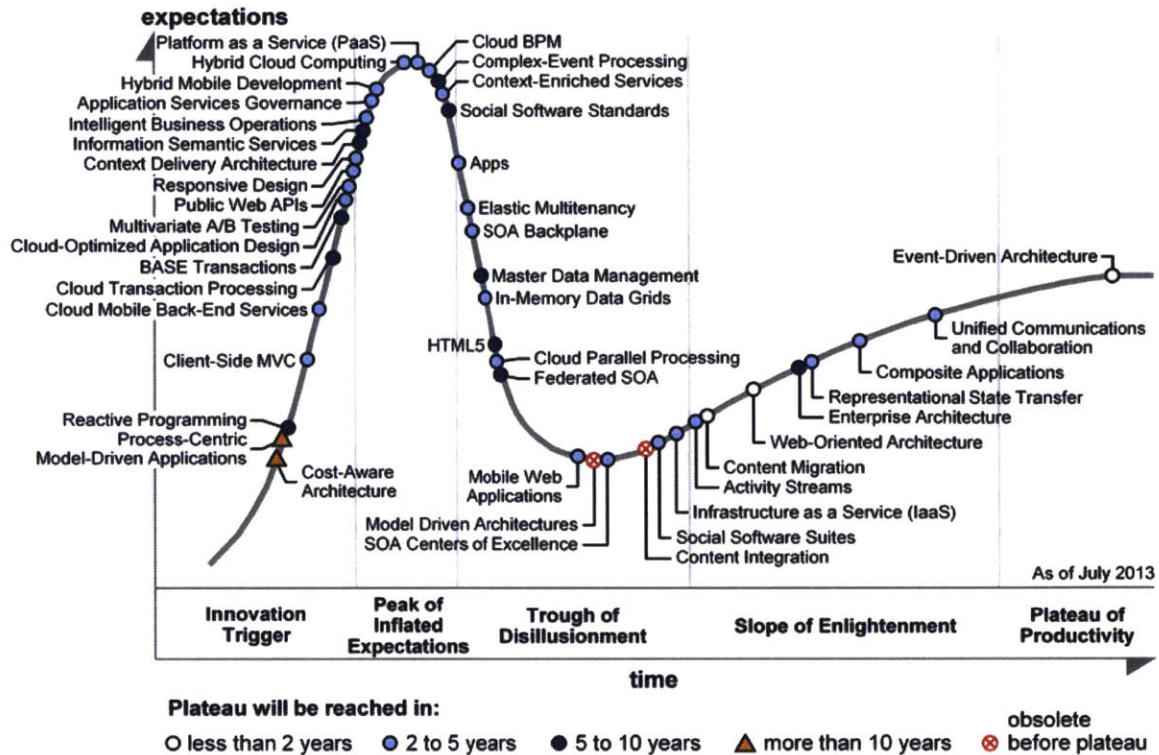 expectations
Platform as a Service (PaaS)
Hybrid Cloud Computing
Hybrid Mobile Development
Application Services Governance
Intelligent Business Operations
Information Semantic Services
Context Delivery Architecture
Responsive Design
Public Web APIs
Multivariate A/B Testing
Cloud-Optimized Application Design
BASE Transactions
Cloud Transaction Processing
Cloud Mobile Back-End Services
Client-Side MVC
Reactive Programming
Process-Centric
Model-Driven Applications
Cost-Aware
Architecture
Cloud BPM
Complex-Event Processing
Context-Enriched Services
Social Software Standards
Apps
Elastic Multitenancy
SOA Backplane
Master Data Management
In-Memory Data Grids
HTML5
Cloud Parallel Processing
Federated SOA
Mobile Web
Applications
Model Driven Architectures
SOA Centers of Excellence
Event-Driven Architecture
Unified Communications
and Collaboration
Composite Applications
Representational State Transfer
Enterprise Architecture
Web-Oriented Architecture
Content Migration
Activity Streams
Infrastructure as a Service (IaaS)
Social Software Suites
Content Integration
As of July 2013
Innovation
Trigger
Peak of
Inflated
Expectations
Trough of
Disillusionment
Slope of Enlightenment
Plateau of
Productivity
time
Plateau will be reached in:
less than 2 years
2 to 5 years
5 to 10 years
more than 10 years
obsolete
before plateau